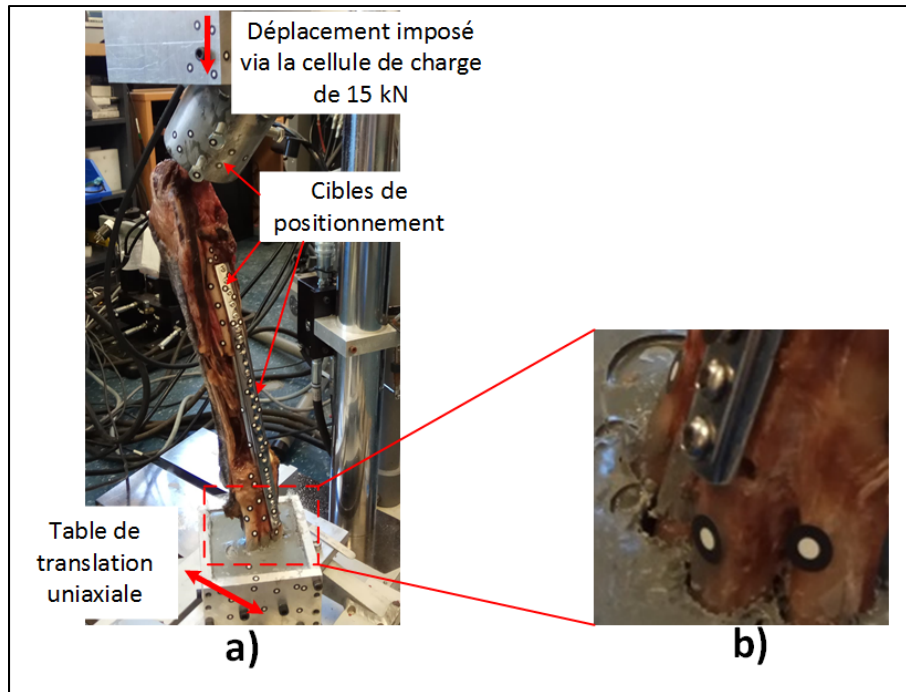 Déplacement imposé
via la cellule de charge
de 15 kN
Cibles de
positionnement
Table de
translation
uniaxiale
a)
b)